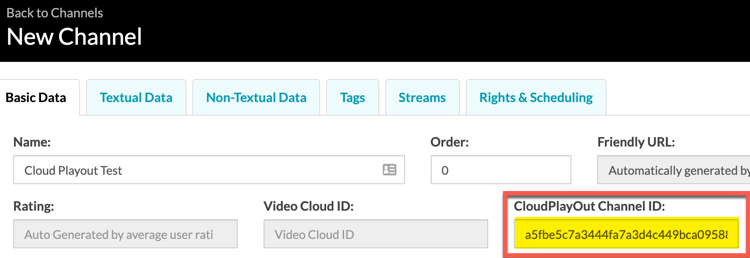 Back to Channels
New Channel
Basic Data Textual Data Non-Textual Data Tags Streams Rights & Scheduling
Name: Order: Friendly URL:
Cloud Playout Test 0 Automatically generated by
Rating: Video Cloud ID: CloudPlayOut Channel ID:
Auto Generated by average user rati Video Cloud ID a5fbe5c7a3444fa7a3d4c449bca0958